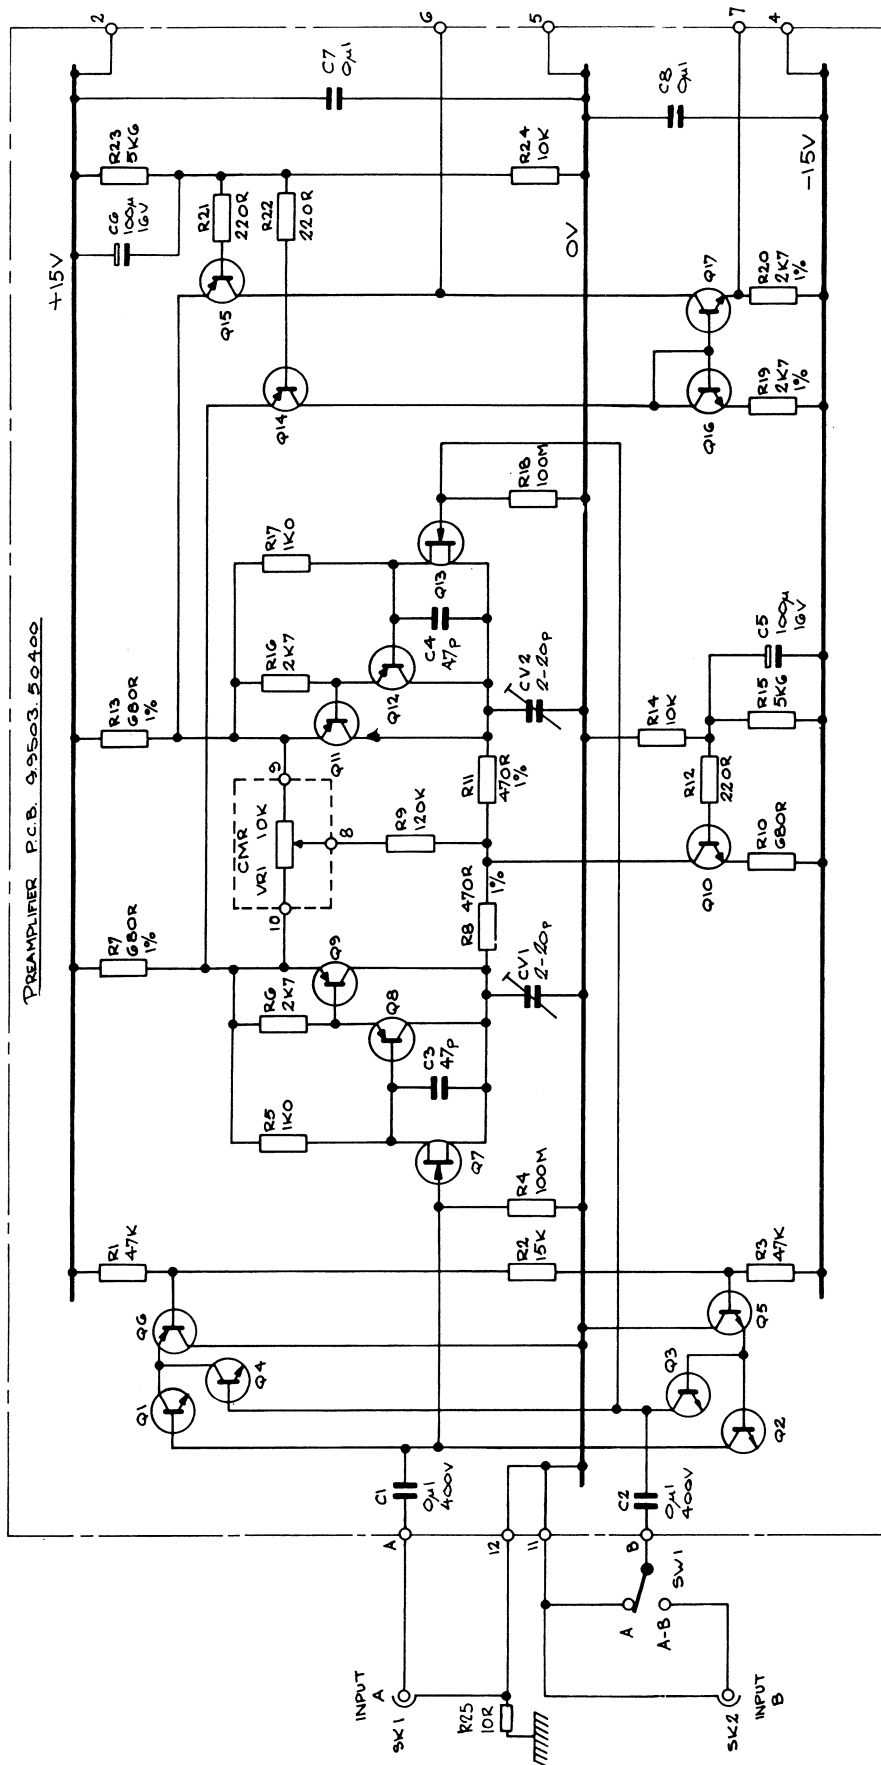 PREAMPLIFIER P.C.B. 9.9503.50400
+15V
0V
-15V
2
6
5
7
4
R1
47K
R7
680R
1%
R13
680R
1%
C6
100µ
16V
R23
5K6
C7
0µ1
Q6
Q1
Q4
R5
1K0
R6
2K7
Q9
Q8
C3
47P
Q7
10
CMR
VR1 10K
9
8
R9
120K
Q11
R16
2K7
R17
1K0
Q12
C4
47P
Q13
Q14
Q15
R21
220R
R22
220R
R24
10K
R8 470R
1%
R11
470R
1%
CV1
2-20p
CV2
2-20p
R4
100M
R2
15K
R18
100M
C8
0µ1
INPUT
A
SK1
A
C1
0µ1
400V
R25
10R
12
11
B
C2
0µ1
400V
SW1
A
A-B
SK2
INPUT
B
Q3
Q2
Q5
R3
47K
Q10
R12
220R
R10
680R
R14
10K
R15
5K6
C5
100µ
16V
Q16
Q17
R19
2K7
1%
R20
2K7
1%